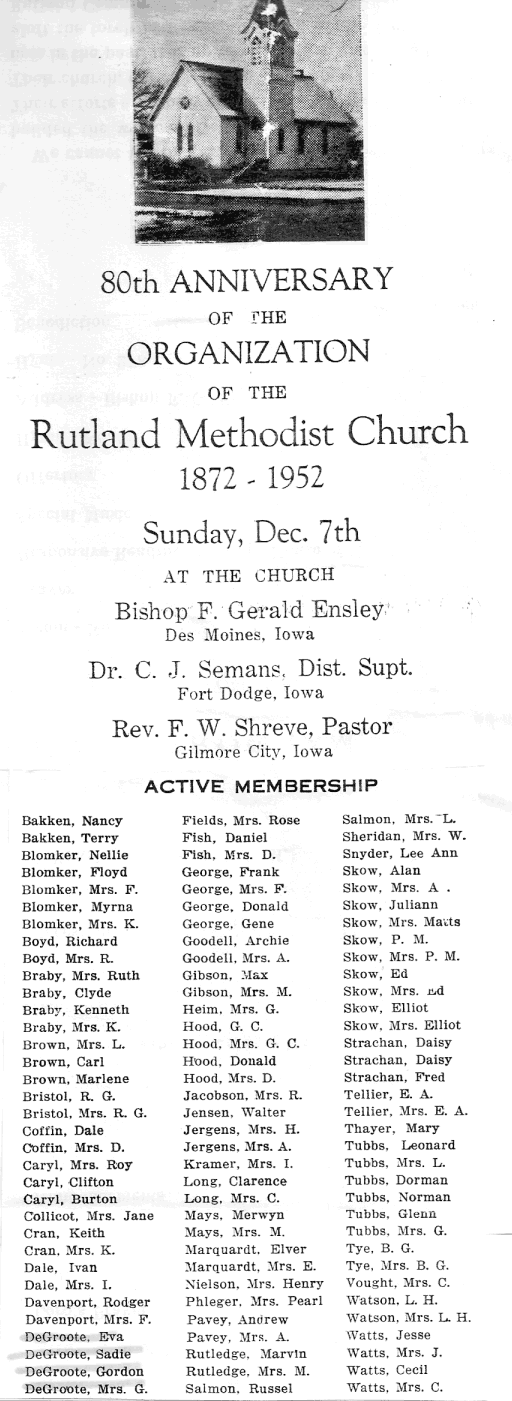 80th ANNIVERSARY
OF THE
ORGANIZATION
OF THE
Rutland Methodist Church
1872 - 1952
Sunday, Dec. 7th
AT THE CHURCH
Bishop F. Gerald Ensley
Des Moines, Iowa
Dr. C. J. Semans, Dist. Supt.
Fort Dodge, Iowa
Rev. F. W. Shreve, Pastor
Gilmore City, Iowa
ACTIVE MEMBERSHIP
Bakken, Nancy
Bakken, Terry
Blomker, Nellie
Blomker, Floyd
Blomker, Mrs. F.
Blomker, Myrna
Blomker, Mrs. K.
Boyd, Richard
Boyd, Mrs. R.
Braby, Mrs. Ruth
Braby, Clyde
Braby, Kenneth
Braby, Mrs. K.
Brown, Mrs. L.
Brown, Carl
Brown, Marlene
Bristol, R. G.
Bristol, Mrs. R. G.
Coffin, Dale
Coffin, Mrs. D.
Caryl, Mrs. Roy
Caryl, Clifton
Caryl, Burton
Collicot, Mrs. Jane
Cran, Keith
Cran, Mrs. K.
Dale, Ivan
Dale, Mrs. I.
Davenport, Rodger
Davenport, Mrs. F.
DeGroote, Eva
DeGroote, Sadie
DeGroote, Gordon
DeGroote, Mrs. G.
Fields, Mrs. Rose
Fish, Daniel
Fish, Mrs. D.
George, Frank
George, Mrs. F.
George, Donald
George, Gene
Goodell, Archie
Goodell, Mrs. A.
Gibson, Max
Gibson, Mrs. M.
Heim, Mrs. G.
Hood, G. C.
Hood, Mrs. G. C.
Hood, Donald
Hood, Mrs. D.
Jacobson, Mrs. R.
Jensen, Walter
Jergens, Mrs. H.
Jergens, Mrs. A.
Kramer, Mrs. I.
Long, Clarence
Long, Mrs. C.
Mays, Merwyn
Mays, Mrs. M.
Marquardt, Elver
Marquardt, Mrs. E.
Nielson, Mrs. Henry
Phleger, Mrs. Pearl
Pavey, Andrew
Pavey, Mrs. A.
Rutledge, Marvin
Rutledge, Mrs. M.
Salmon, Russel
Salmon, Mrs. L.
Sheridan, Mrs. W.
Snyder, Lee Ann
Skow, Alan
Skow, Mrs. A .
Skow, Juliann
Skow, Mrs. Matts
Skow, P. M.
Skow, Mrs. P. M.
Skow, Ed
Skow, Mrs. Ed
Skow, Elliot
Skow, Mrs. Elliot
Strachan, Daisy
Strachan, Daisy
Strachan, Fred
Tellier, E. A.
Tellier, Mrs. E. A.
Thayer, Mary
Tubbs, Leonard
Tubbs, Mrs. L.
Tubbs, Dorman
Tubbs, Norman
Tubbs, Glenn
Tubbs, Mrs. G.
Tye, B. G.
Tye, Mrs. B. G.
Vought, Mrs. C.
Watson, L. H.
Watson, Mrs. L. H.
Watts, Jesse
Watts, Mrs. J.
Watts, Cecil
Watts, Mrs. C.